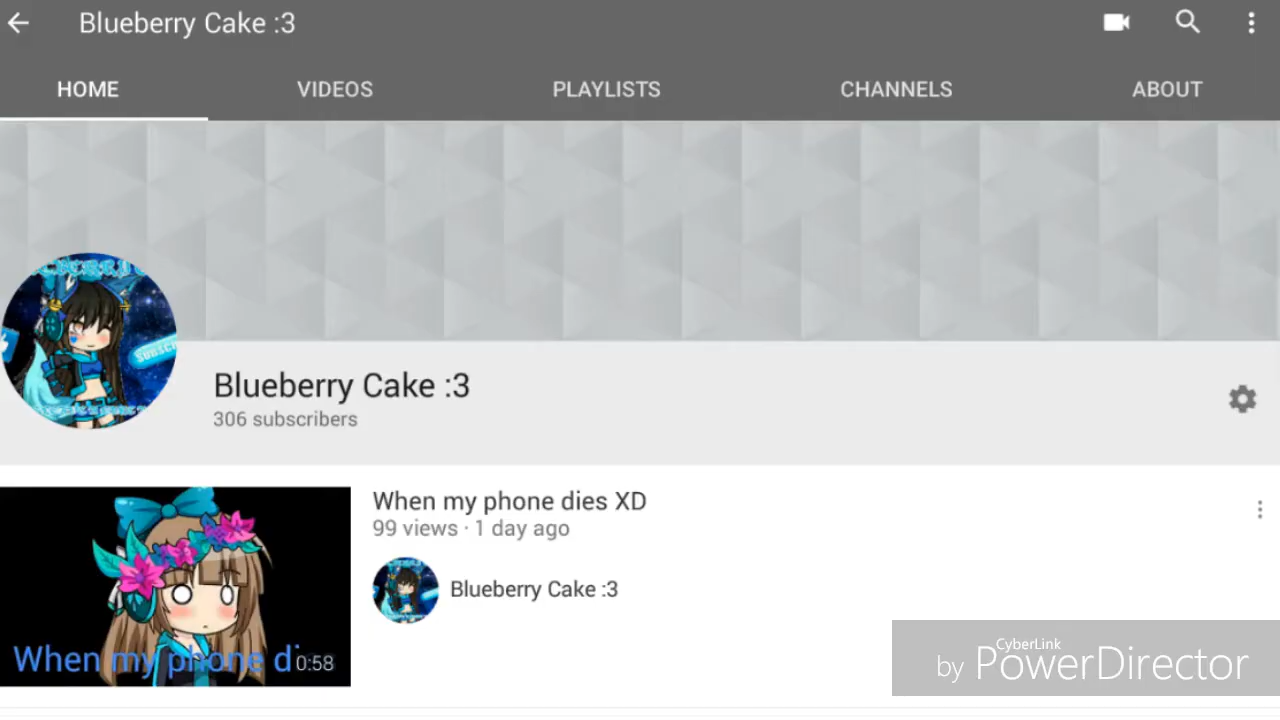 Blueberry Cake :3
HOME VIDEOS PLAYLISTS CHANNELS ABOUT
Blueberry Cake :3
306 subscribers
When my phone dies XD
99 views · 1 day ago
Blueberry Cake :3
When my phone di
0:58
CyberLink
by PowerDirector